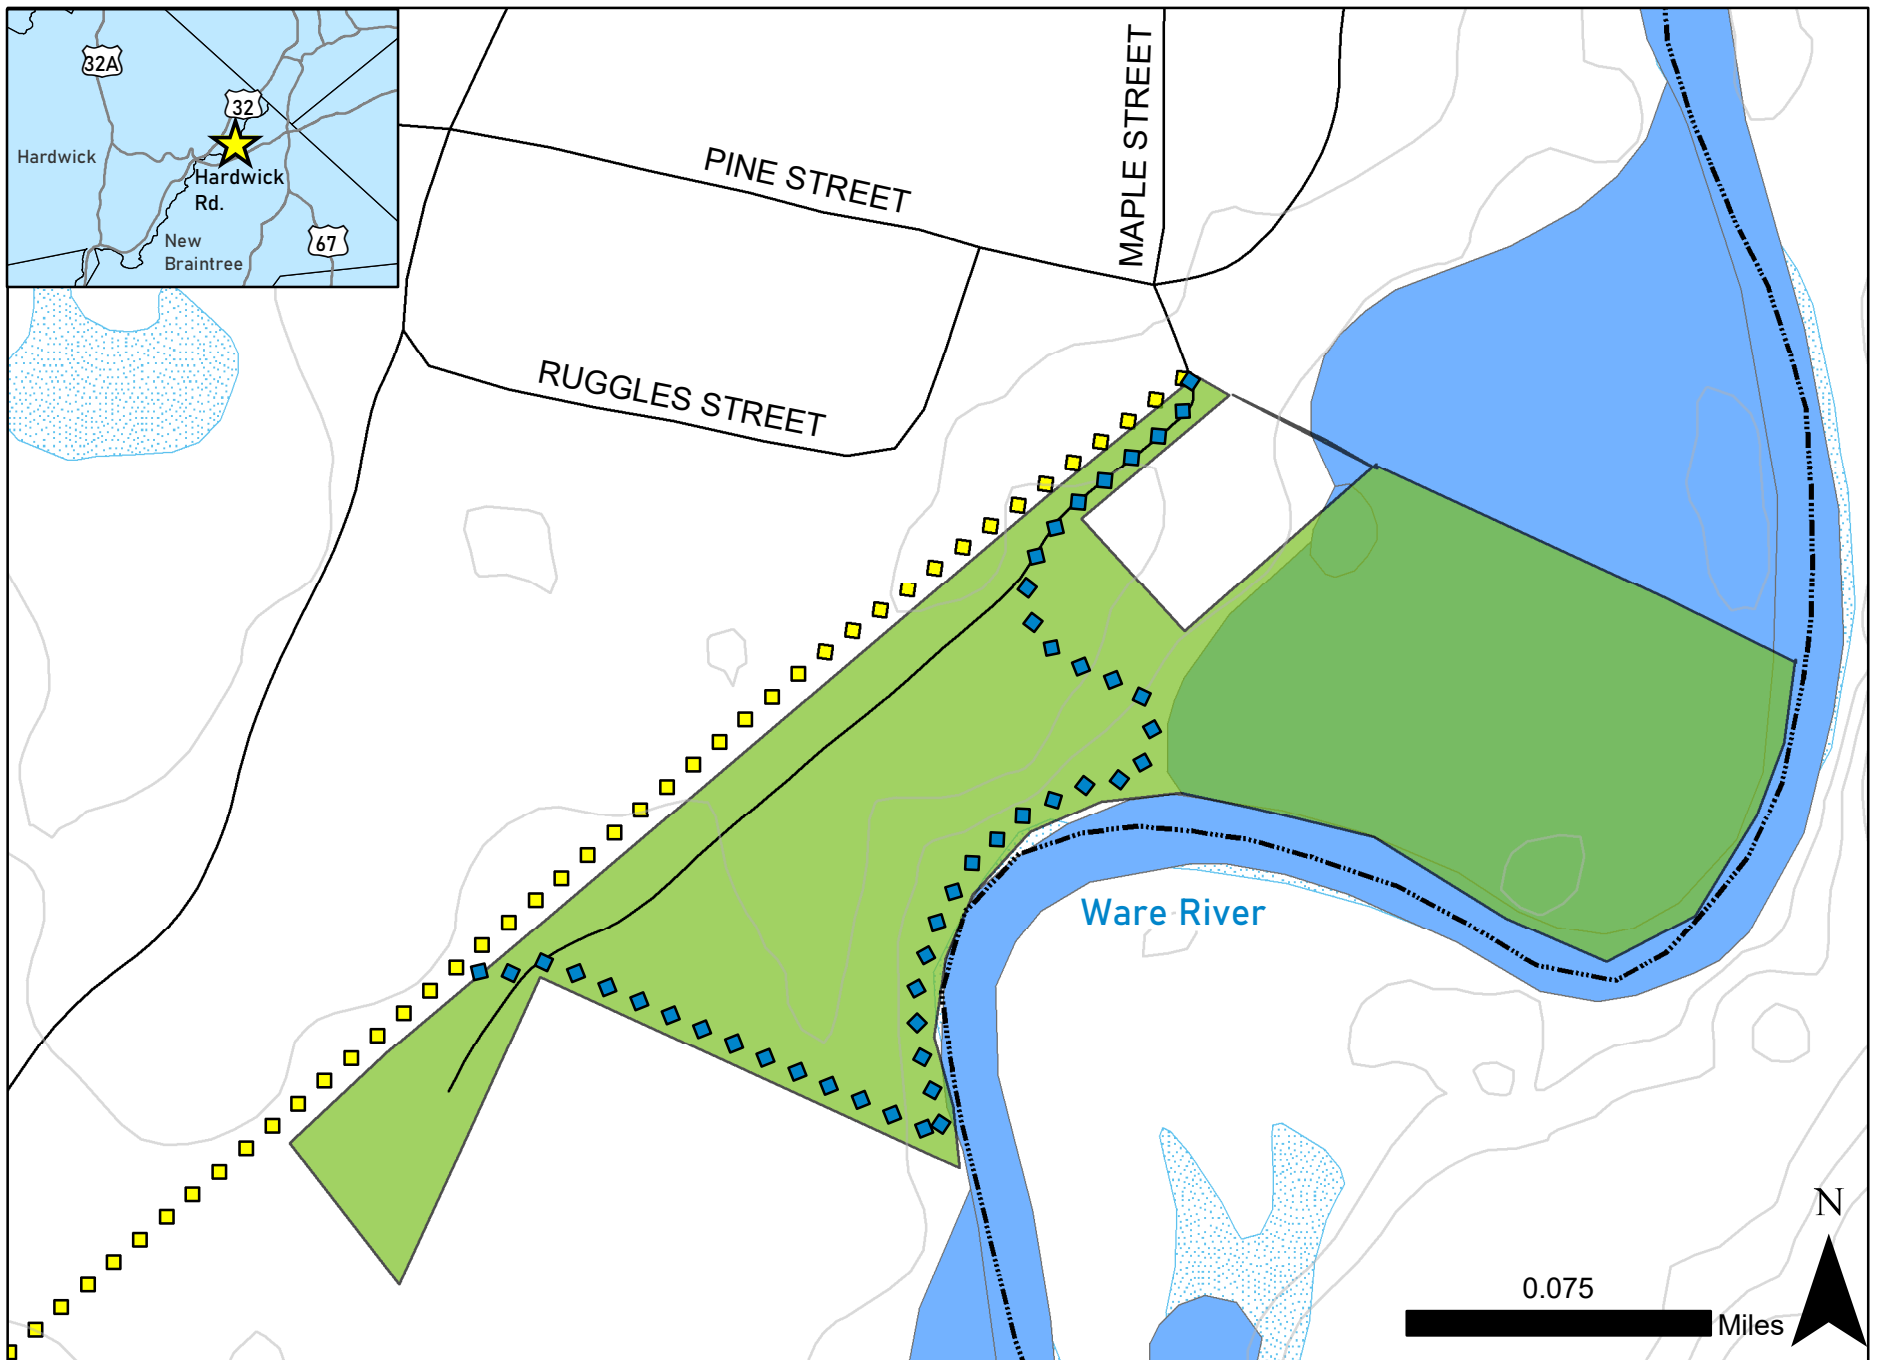 32A
32
Hardwick
Hardwick
Rd.
67
New
Braintree
PINE STREET
MAPLE STREET
RUGGLES STREET
Ware River
N
0.075
Miles